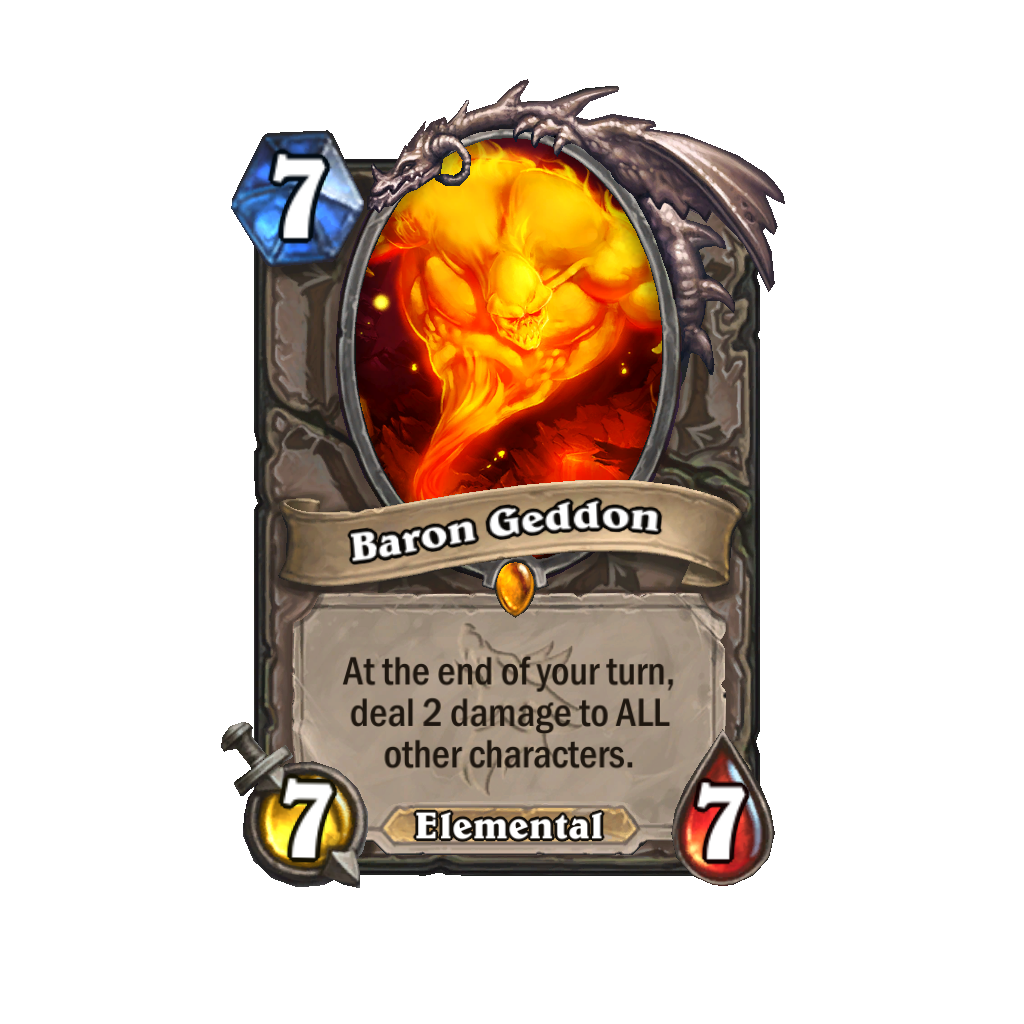 7
Baron Geddon
At the end of your turn,
deal 2 damage to ALL
other characters.
7
Elemental
7